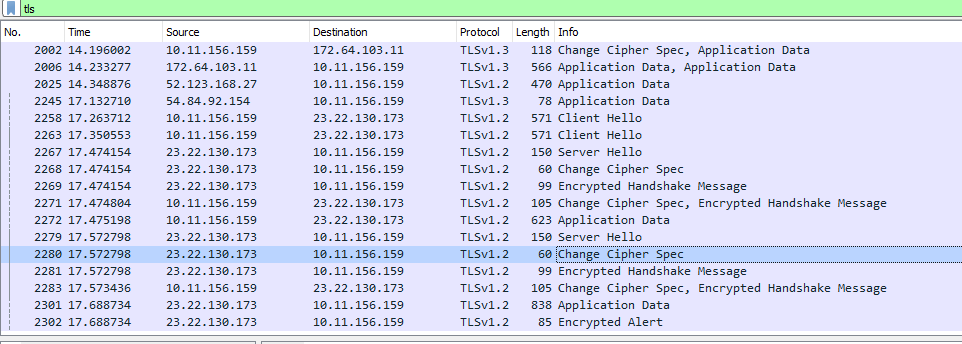 tls
No. Time Source Destination Protocol Length Info
2002 14.196002 10.11.156.159 172.64.103.11 TLSv1.3 118 Change Cipher Spec, Application Data
2006 14.233277 172.64.103.11 10.11.156.159 TLSv1.3 566 Application Data, Application Data
2025 14.348876 52.123.168.27 10.11.156.159 TLSv1.2 470 Application Data
2245 17.132710 54.84.92.154 10.11.156.159 TLSv1.3 78 Application Data
2258 17.263712 10.11.156.159 23.22.130.173 TLSv1.2 571 Client Hello
2263 17.350553 10.11.156.159 23.22.130.173 TLSv1.2 571 Client Hello
2267 17.474154 23.22.130.173 10.11.156.159 TLSv1.2 150 Server Hello
2268 17.474154 23.22.130.173 10.11.156.159 TLSv1.2 60 Change Cipher Spec
2269 17.474154 23.22.130.173 10.11.156.159 TLSv1.2 99 Encrypted Handshake Message
2271 17.474804 10.11.156.159 23.22.130.173 TLSv1.2 105 Change Cipher Spec, Encrypted Handshake Message
2272 17.475198 10.11.156.159 23.22.130.173 TLSv1.2 623 Application Data
2279 17.572798 23.22.130.173 10.11.156.159 TLSv1.2 150 Server Hello
2280 17.572798 23.22.130.173 10.11.156.159 TLSv1.2 60 Change Cipher Spec
2281 17.572798 23.22.130.173 10.11.156.159 TLSv1.2 99 Encrypted Handshake Message
2283 17.573436 10.11.156.159 23.22.130.173 TLSv1.2 105 Change Cipher Spec, Encrypted Handshake Message
2301 17.688734 23.22.130.173 10.11.156.159 TLSv1.2 838 Application Data
2302 17.688734 23.22.130.173 10.11.156.159 TLSv1.2 85 Encrypted Alert